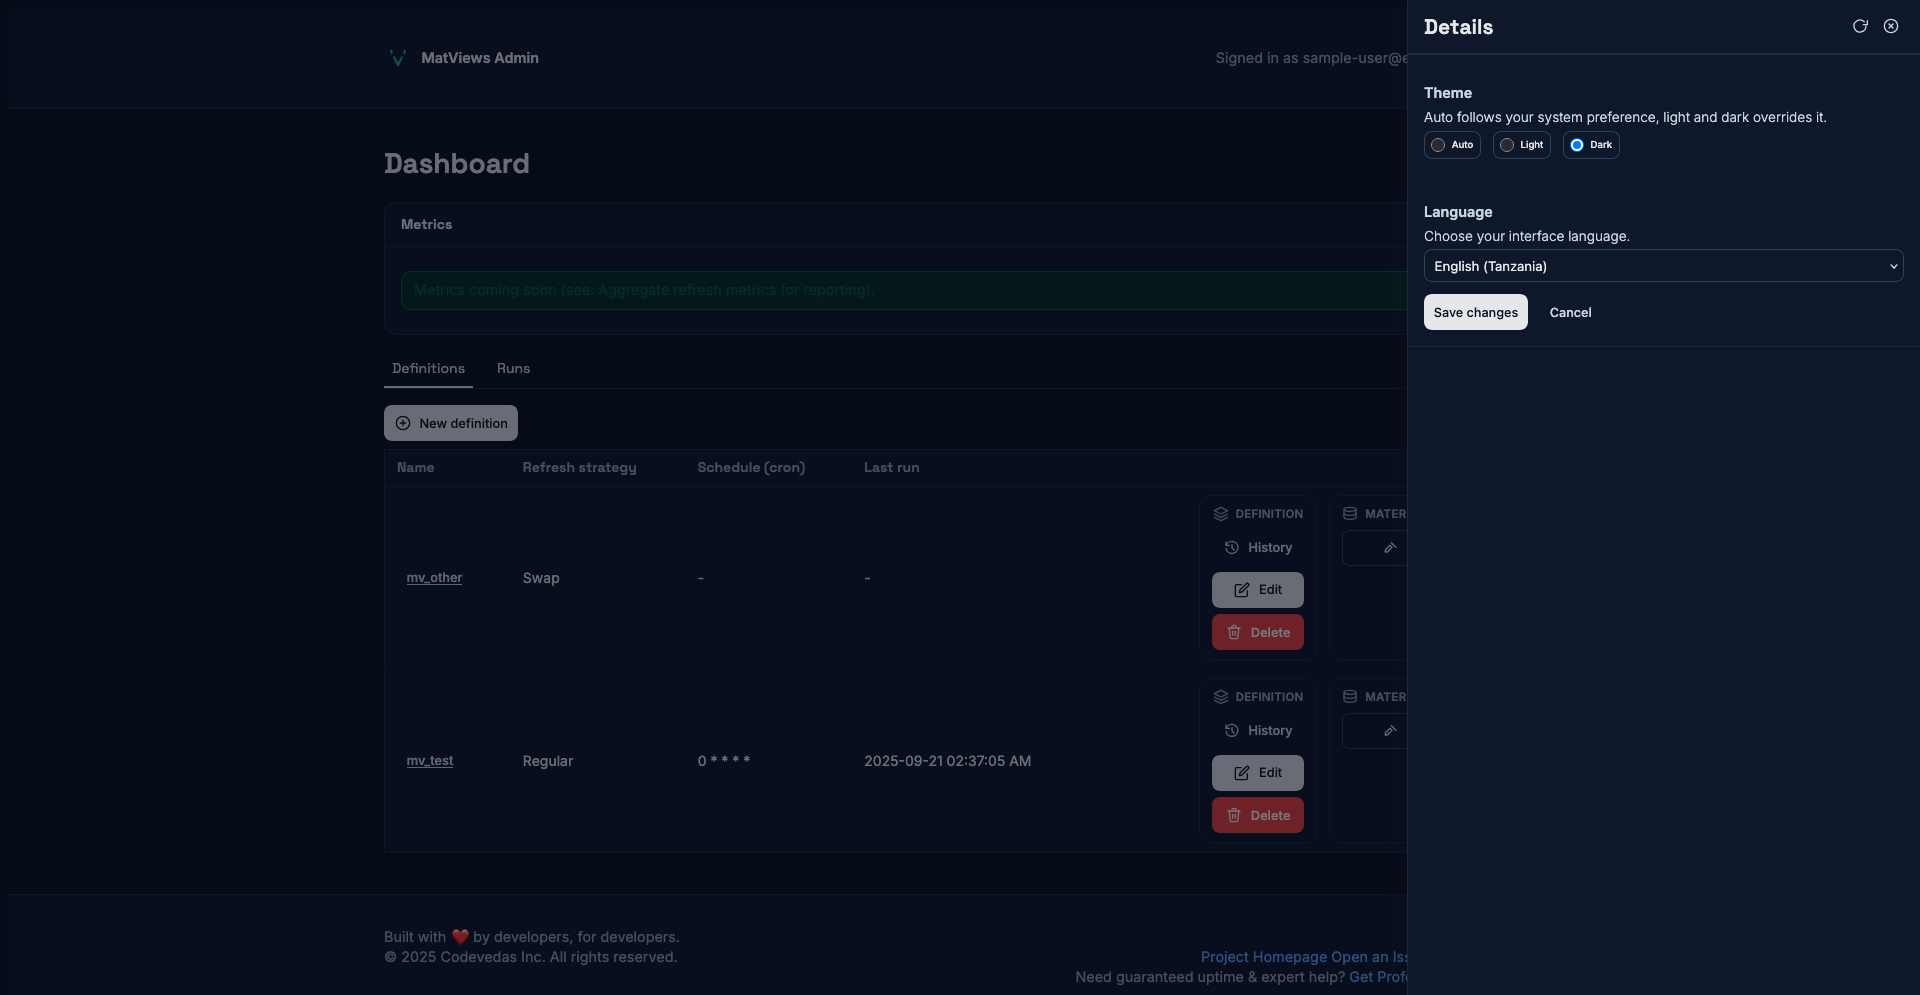 MatViews Admin
Signed in as sample-user@e
Dashboard
Metrics
Metrics coming soon (see: Aggregate refresh metrics for reporting).
Definitions Runs
New definition
Name Refresh strategy Schedule (cron) Last run
DEFINITION MATER
History
mv_other Swap - -
Edit
Delete
DEFINITION MATER
History
mv_test Regular 0 * * * * 2025-09-21 02:37:05 AM
Edit
Delete
Built with ❤️ by developers, for developers.
© 2025 Codevedas Inc. All rights reserved.
Project Homepage Open an Iss
Need guaranteed uptime & expert help? Get Profe
Details
Theme
Auto follows your system preference, light and dark overrides it.
Auto Light Dark
Language
Choose your interface language.
English (Tanzania)
Save changes Cancel